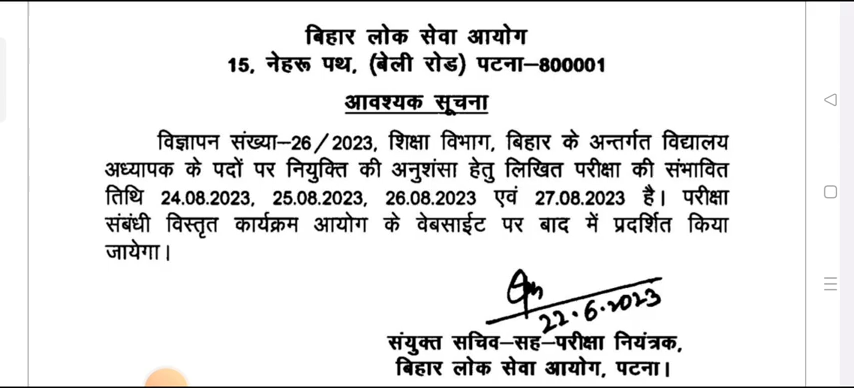 बिहार लोक सेवा आयोग
15, नेहरू पथ, (बेली रोड) पटना–800001
आवश्यक सूचना
विज्ञापन संख्या–26/2023, शिक्षा विभाग, बिहार के अन्तर्गत विद्यालय
अध्यापक के पदों पर नियुक्ति की अनुशंसा हेतु लिखित परीक्षा की संभावित
तिथि 24.08.2023, 25.08.2023, 26.08.2023 एवं 27.08.2023 है। परीक्षा
संबंधी विस्तृत कार्यक्रम आयोग के वेबसाईट पर बाद में प्रदर्शित किया
जायेगा।
22.6.2023
संयुक्त सचिव–सह–परीक्षा नियंत्रक,
बिहार लोक सेवा आयोग, पटना।